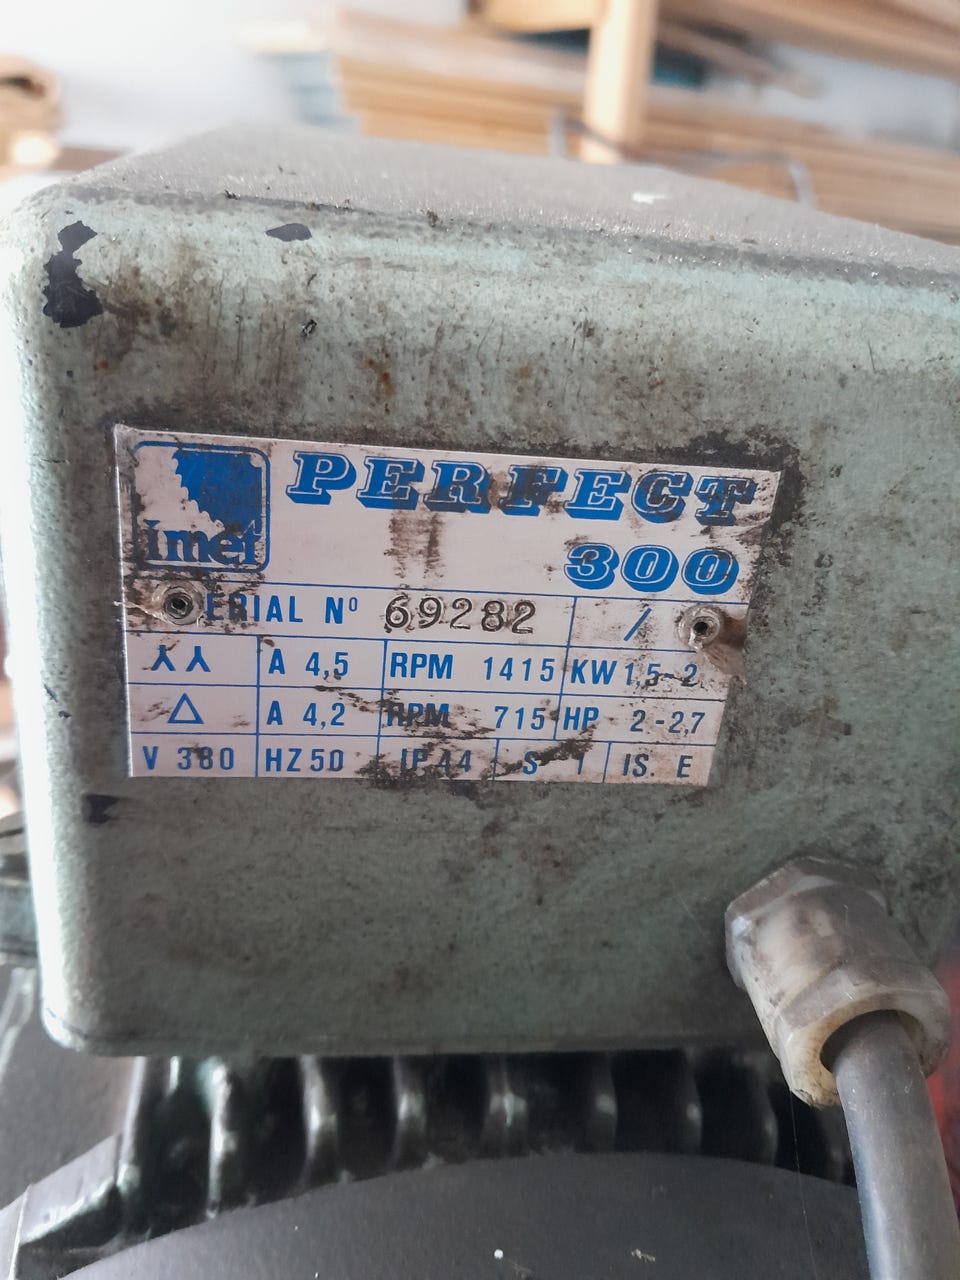 imet
PERFECT
300
SERIAL Nº 69282 /
⅄⅄ A 4,5 RPM 1415 KW 1,5-2
△ A 4,2 RPM 715 HP 2-2,7
V 380 HZ 50 IP 44 S 1 IS. E